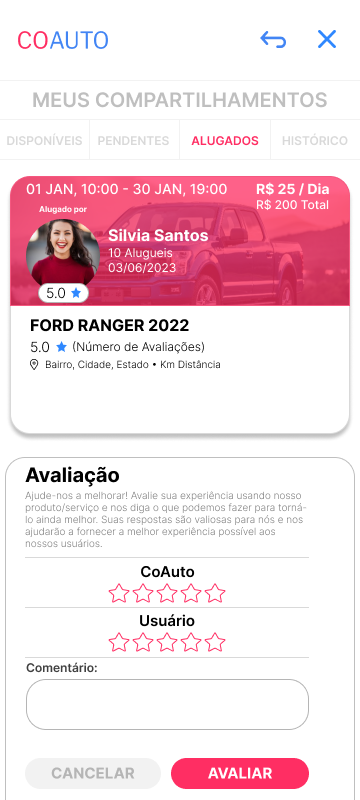 COAUTO
MEUS COMPARTILHAMENTOS
DISPONÍVEIS
PENDENTES
ALUGADOS
HISTÓRICO
01 JAN, 10:00 - 30 JAN, 19:00
R$ 25 / Dia
R$ 200 Total
Alugado por
Silvia Santos
10 Alugueis
03/06/2023
5.0
FORD RANGER 2022
5.0 (Número de Avaliações)
Bairro, Cidade, Estado • Km Distância
Avaliação
Ajude-nos a melhorar! Avalie sua experiência usando nosso
produto/serviço e nos diga o que podemos fazer para torná-
lo ainda melhor. Suas respostas são valiosas para nós e nos
ajudarão a fornecer a melhor experiência possível aos
nossos usuários.
CoAuto
Usuário
Comentário:
CANCELAR
AVALIAR